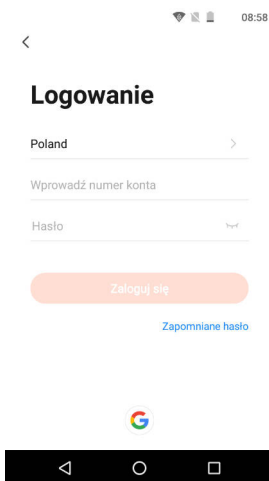 08:58
Logowanie
Poland
Wprowadź numer konta
Hasło
Zaloguj się
Zapomniane hasło